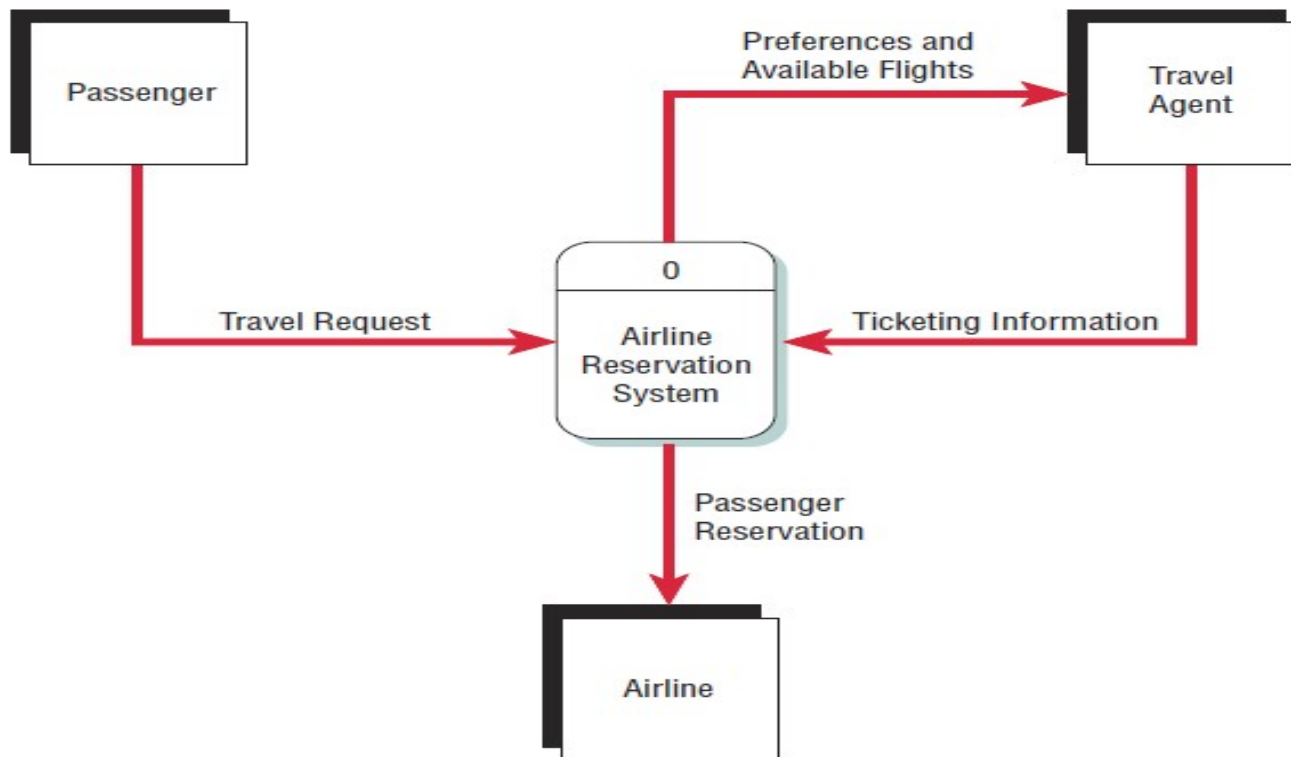 Passenger
Preferences and
Available Flights
Travel
Agent
0
Travel Request
Airline
Reservation
System
Ticketing Information
Passenger
Reservation
Airline